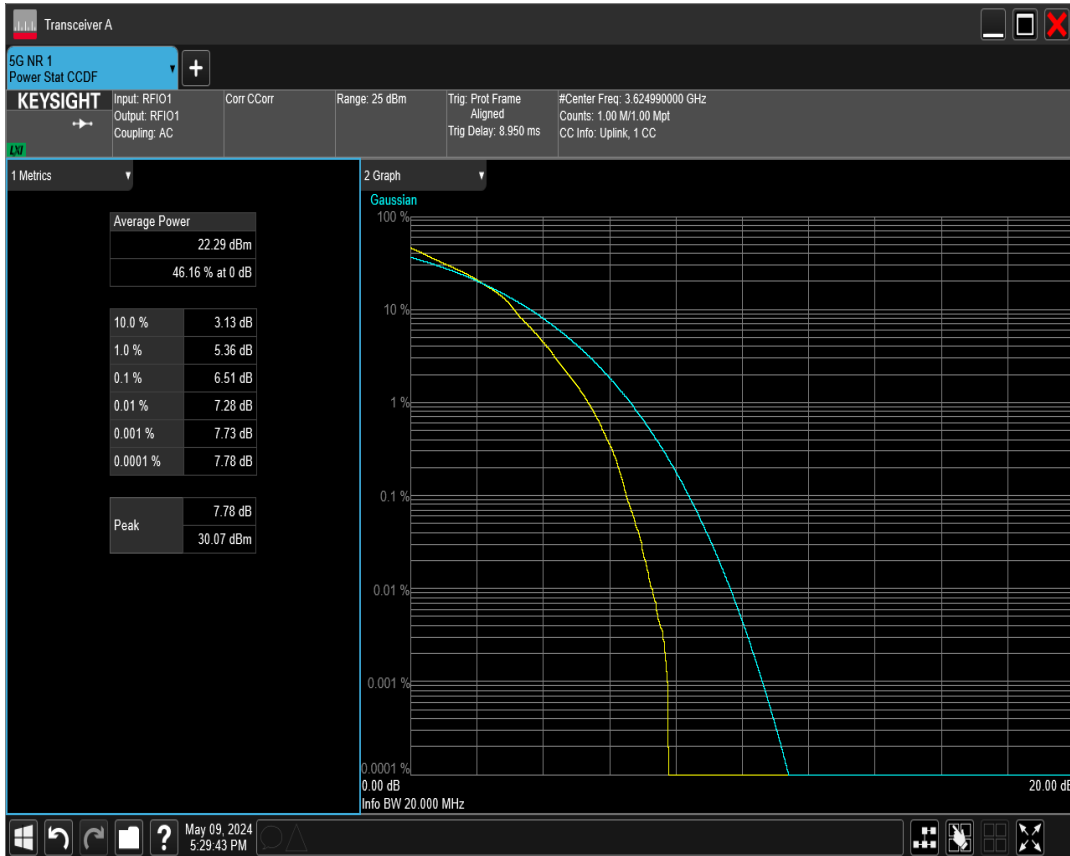 Transceiver A
5G NR 1
Power Stat CCDF
+
KEYSIGHT
LXI
Input: RFIO1
Output: RFIO1
Coupling: AC
Corr CCorr
Range: 25 dBm
Trig: Prot Frame
Aligned
Trig Delay: 8.950 ms
#Center Freq: 3.624990000 GHz
Counts: 1.00 M/1.00 Mpt
CC Info: Uplink, 1 CC
1 Metrics
Average Power
22.29 dBm
46.16 % at 0 dB
10.0 % 3.13 dB
1.0 % 5.36 dB
0.1 % 6.51 dB
0.01 % 7.28 dB
0.001 % 7.73 dB
0.0001 % 7.78 dB
Peak
7.78 dB
30.07 dBm
2 Graph
Gaussian
100 %
10 %
1 %
0.1 %
0.01 %
0.001 %
0.0001 %
0.00 dB 20.00 dB
Info BW 20.000 MHz
?
May 09, 2024
5:29:43 PM